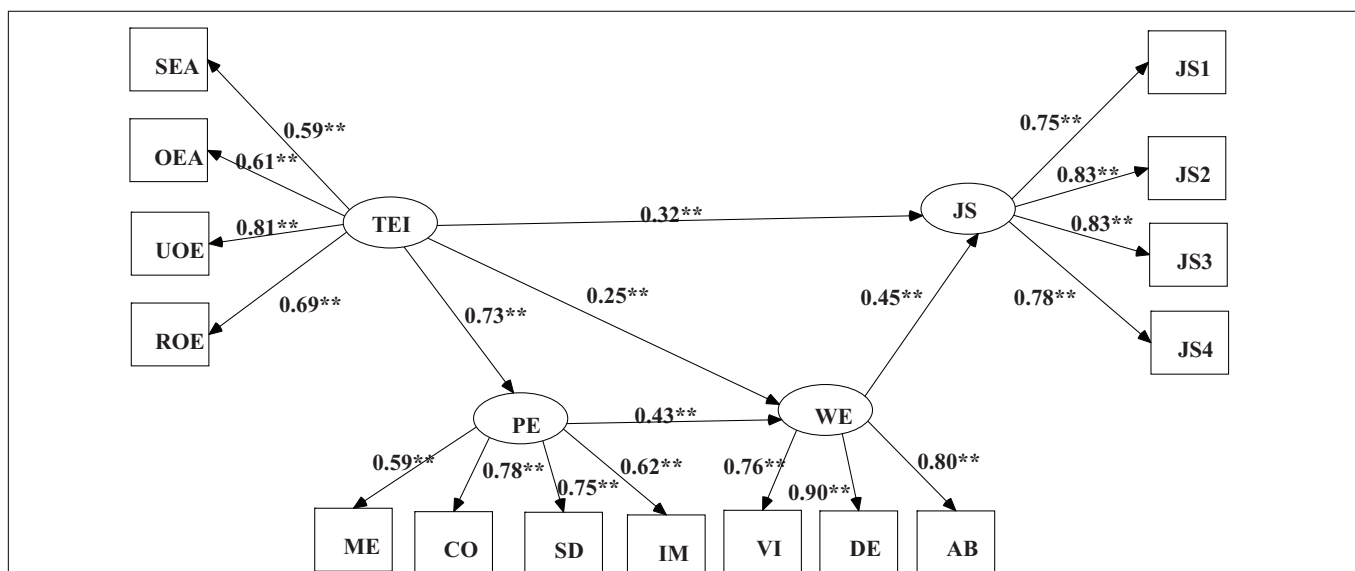 SEA
JS1
0.59**
0.75**
OEA
0.61**
JS2
0.83**
TEI
0.32**
JS
UOE
0.81**
0.83**
JS3
ROE
0.69**
0.73**
0.25**
0.45**
0.78**
JS4
PE
0.43**
WE
0.59**
0.78**
0.75**
0.62**
0.76**
0.90**
0.80**
ME
CO
SD
IM
VI
DE
AB